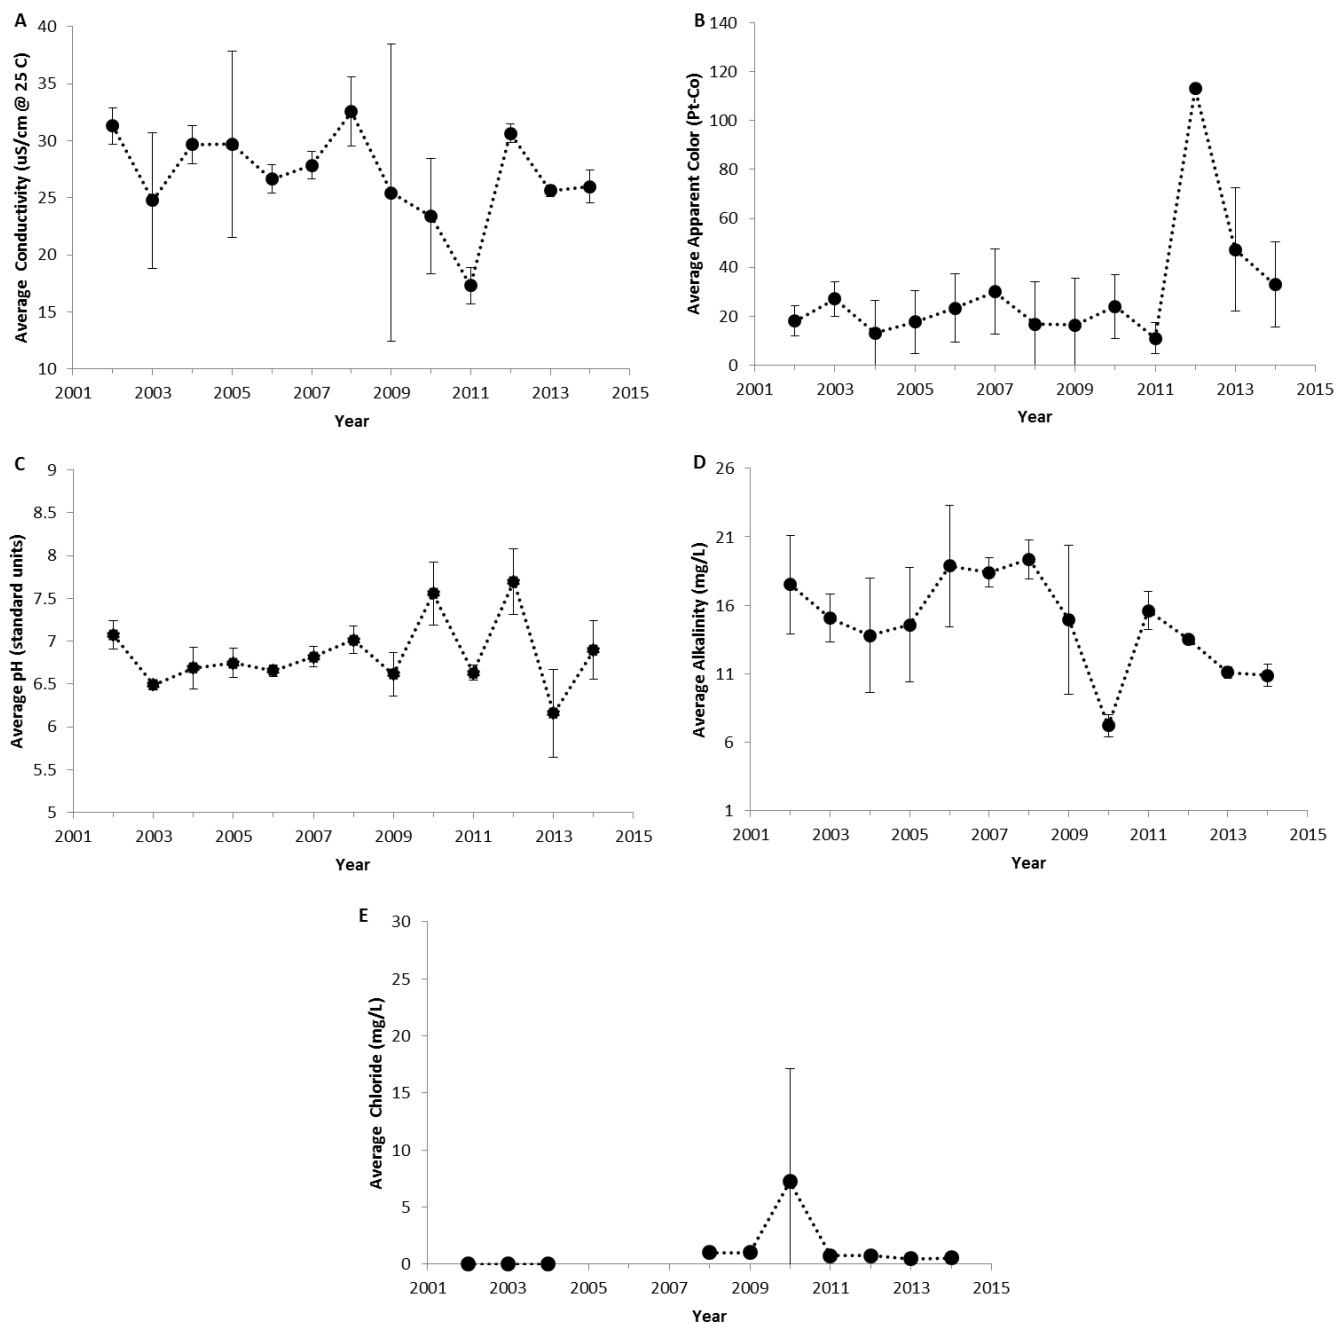 A
Average Conductivity (uS/cm @ 25 C)
40
35
30
25
20
15
10
2001 2003 2005 2007 2009 2011 2013 2015
Year
B
Average Apparent Color (Pt-Co)
140
120
100
80
60
40
20
0
2001 2003 2005 2007 2009 2011 2013 2015
Year
C
Average pH (standard units)
9
8.5
8
7.5
7
6.5
6
5.5
5
2001 2003 2005 2007 2009 2011 2013 2015
Year
D
Average Alkalinity (mg/L)
26
21
16
11
6
1
2001 2003 2005 2007 2009 2011 2013 2015
Year
E
Average Chloride (mg/L)
30
25
20
15
10
5
0
2001 2003 2005 2007 2009 2011 2013 2015
Year